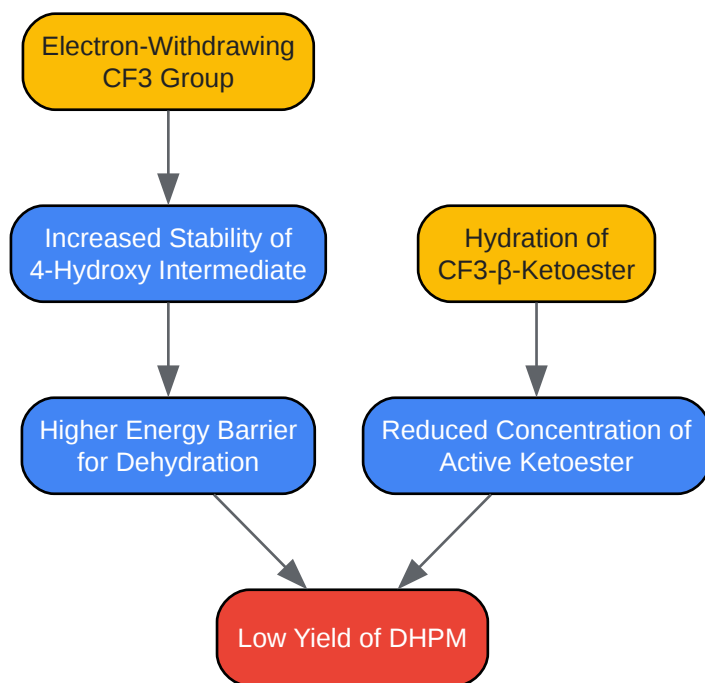 Electron-Withdrawing
CF3 Group
Increased Stability of
4-Hydroxy Intermediate
Hydration of
CF3-β-Ketoester
Higher Energy Barrier
for Dehydration
Reduced Concentration of
Active Ketoester
Low Yield of DHPM